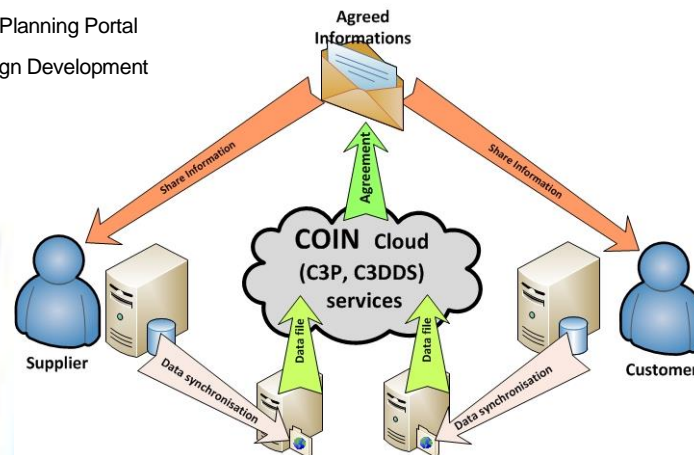 Planning Portal
gn Development
Agreed
Informations
Share Information
Share Information
Agreement
COIN Cloud
(C3P, C3DDS)
services
Supplier
Data file
Data file
Customer
Data synchronisation
Data synchronisation